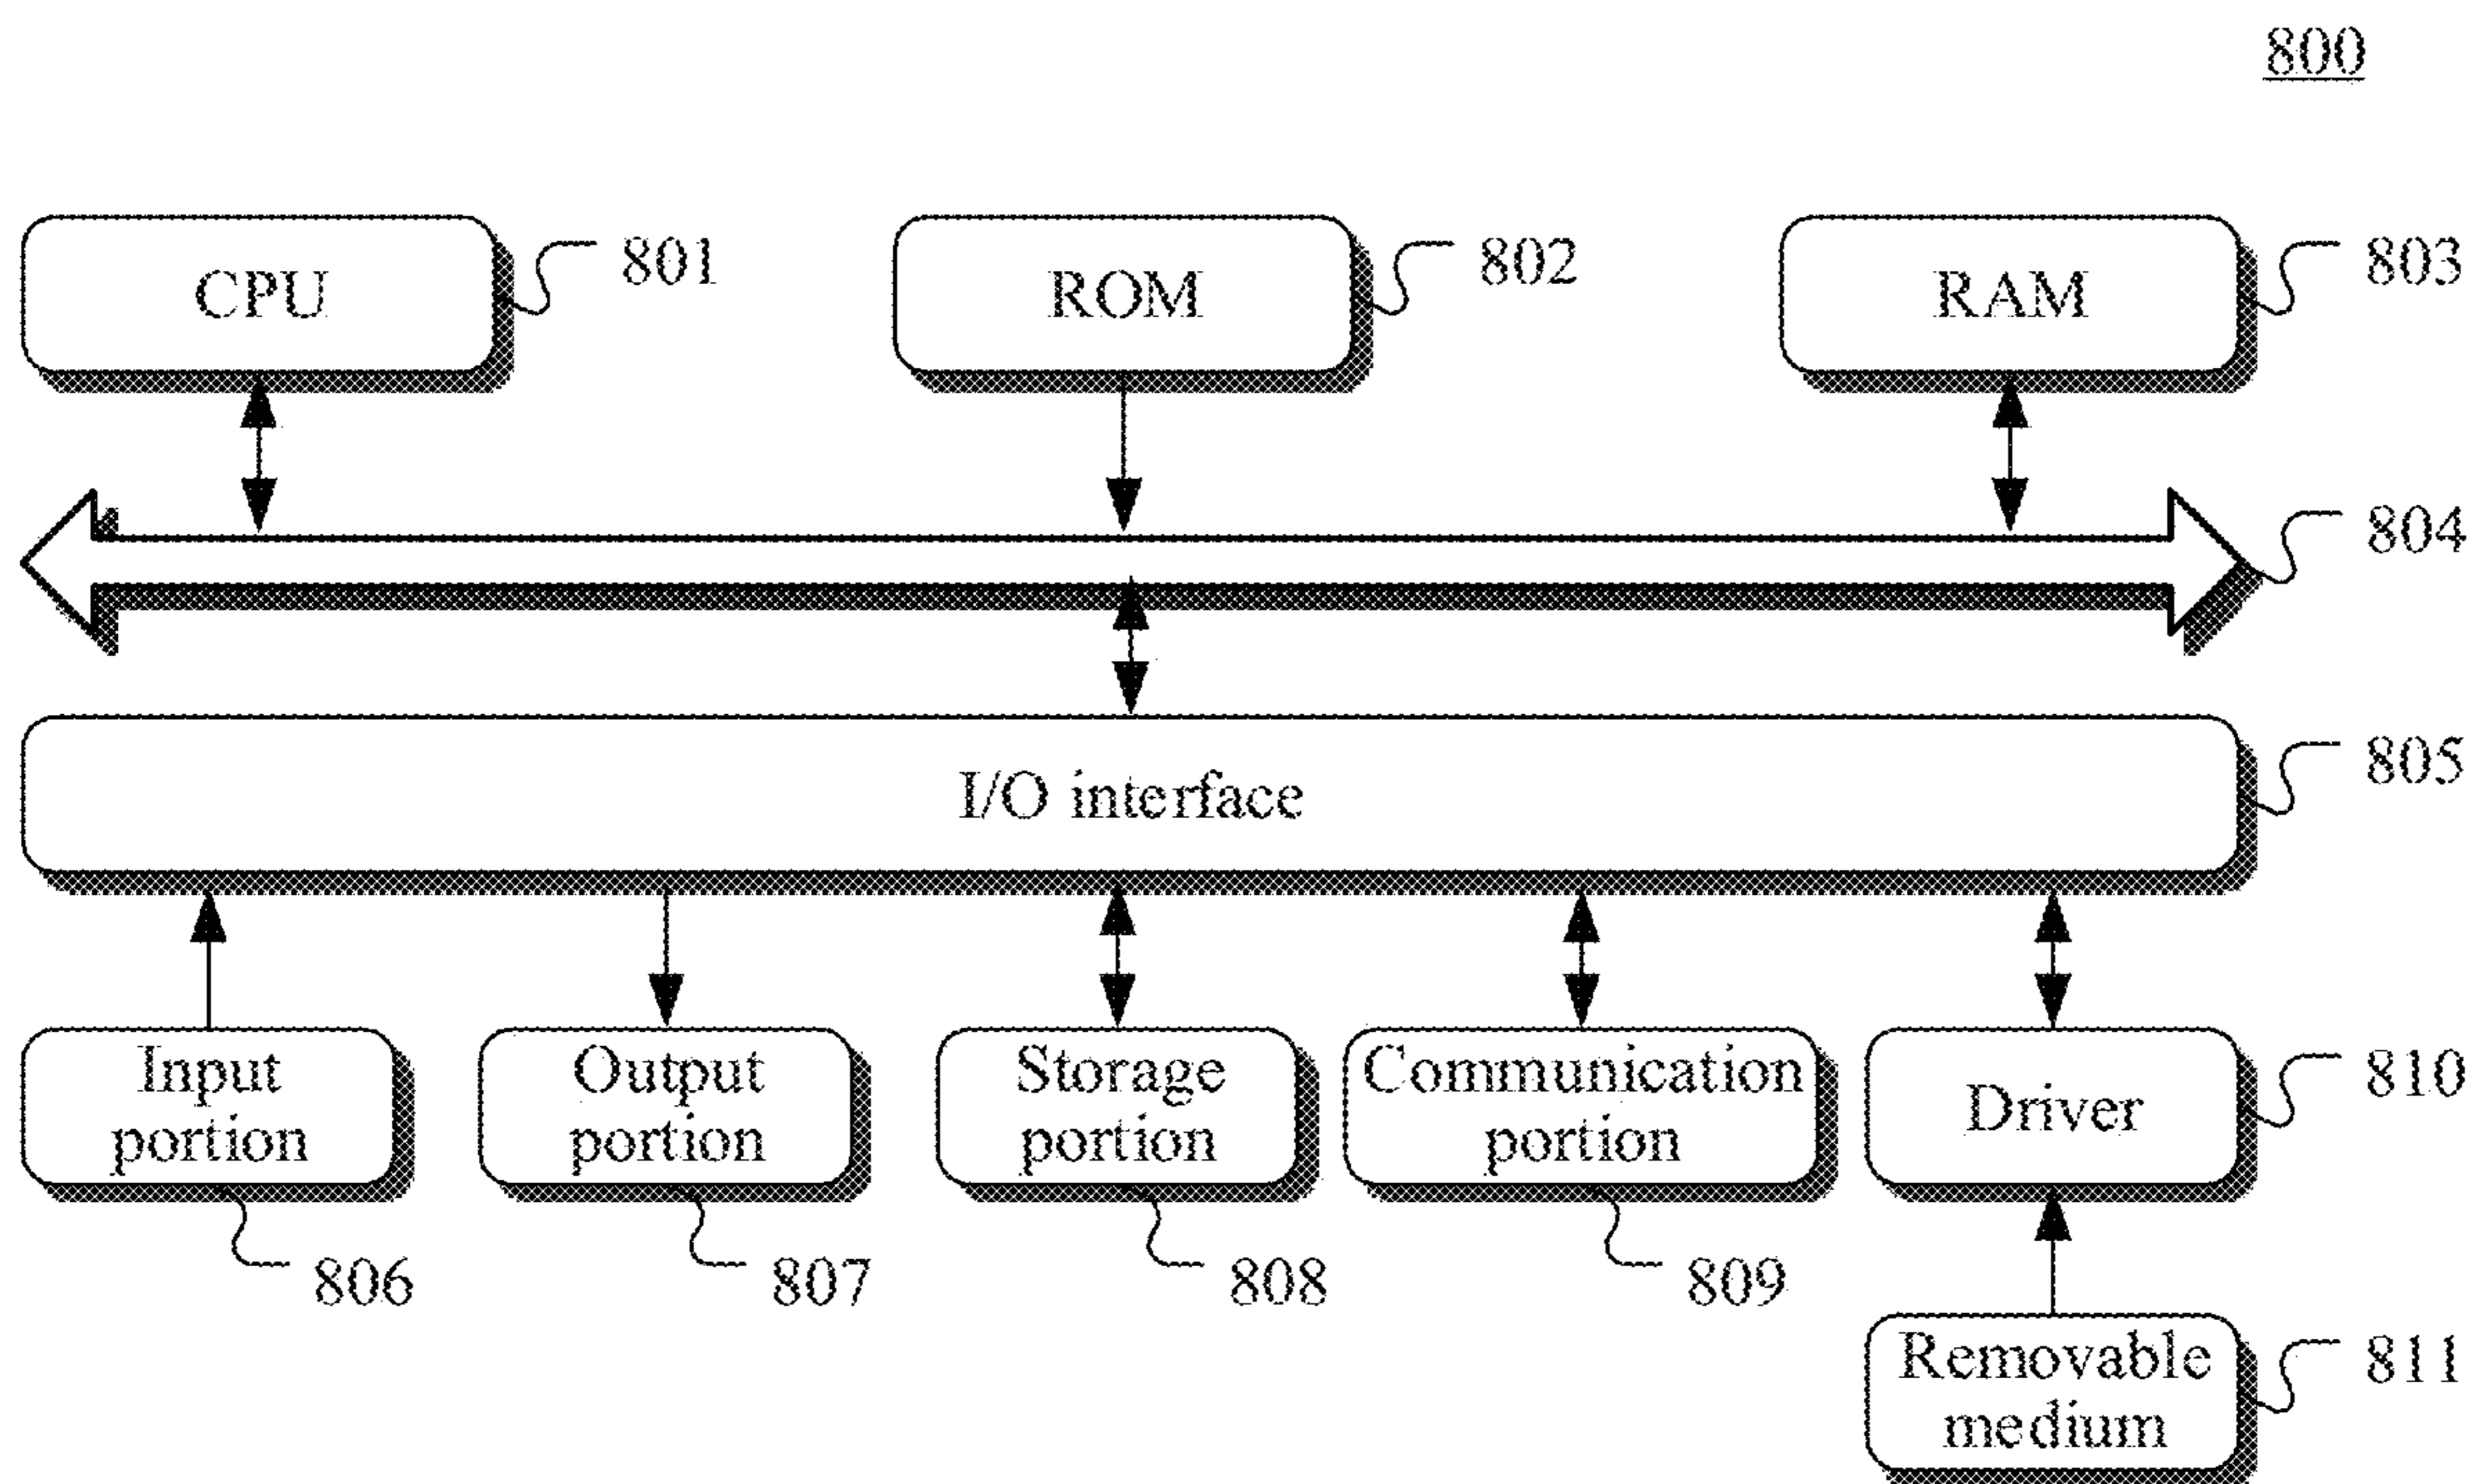 800
CPU
801
ROM
802
RAM
803
804
I/O interface
805
Input
portion
806
Output
portion
807
Storage
portion
808
Communication
portion
809
Driver
810
Removable
medium
811